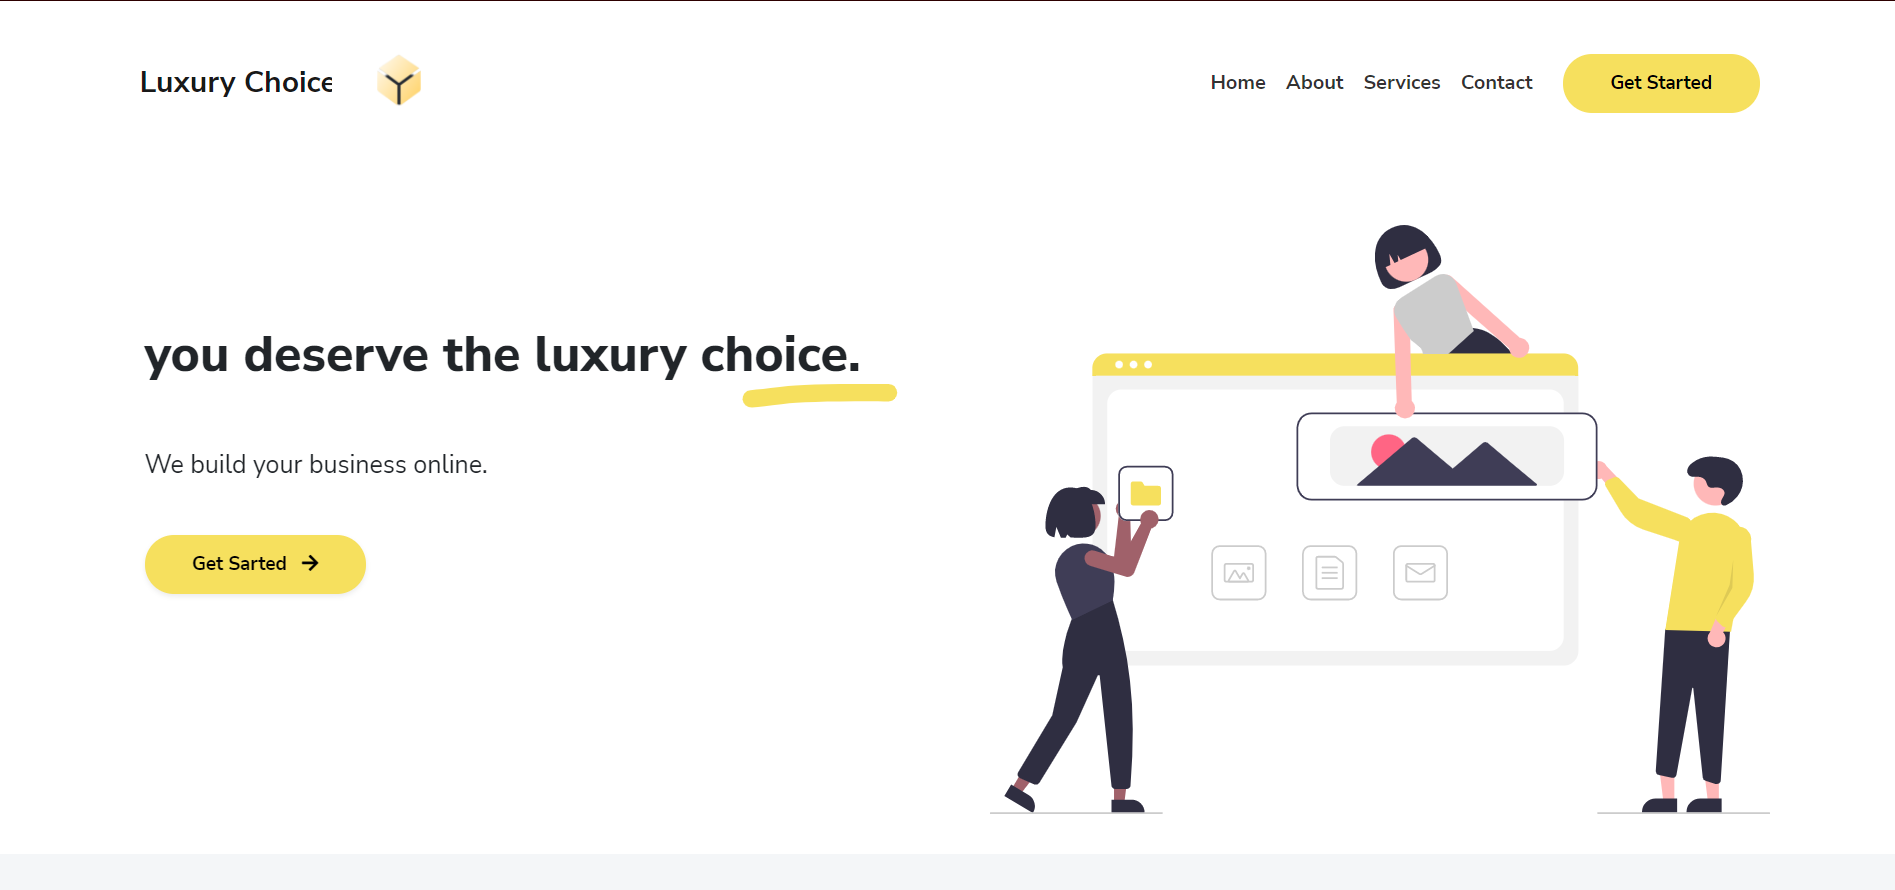 Luxury Choice
Home About Services Contact Get Started
you deserve the luxury choice.
We build your business online.
Get Sarted